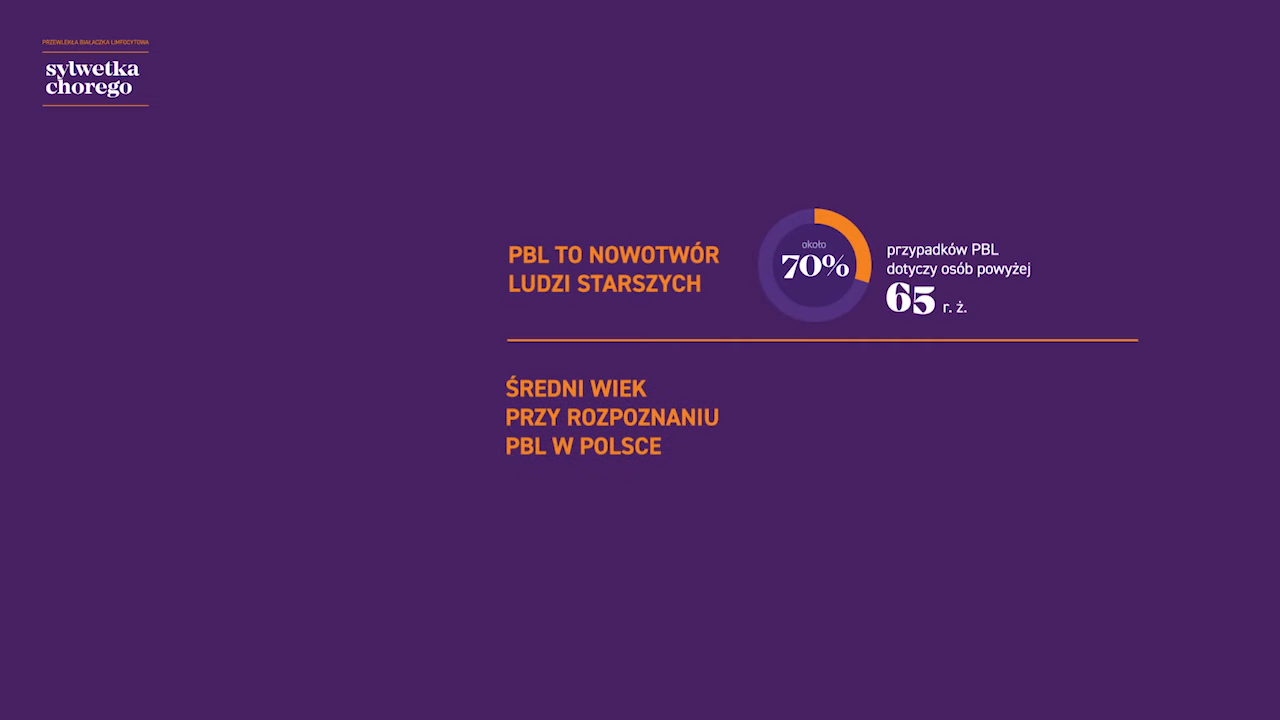 PRZEWLEKŁA BIAŁACZKA LIMFOCYTOWA
sylwetka
chorego
PBL TO NOWOTWÓR
LUDZI STARSZYCH
około
70%
przypadków PBL
dotyczy osób powyżej
65 r. ż.
ŚREDNI WIEK
PRZY ROZPOZNANIU
PBL W POLSCE